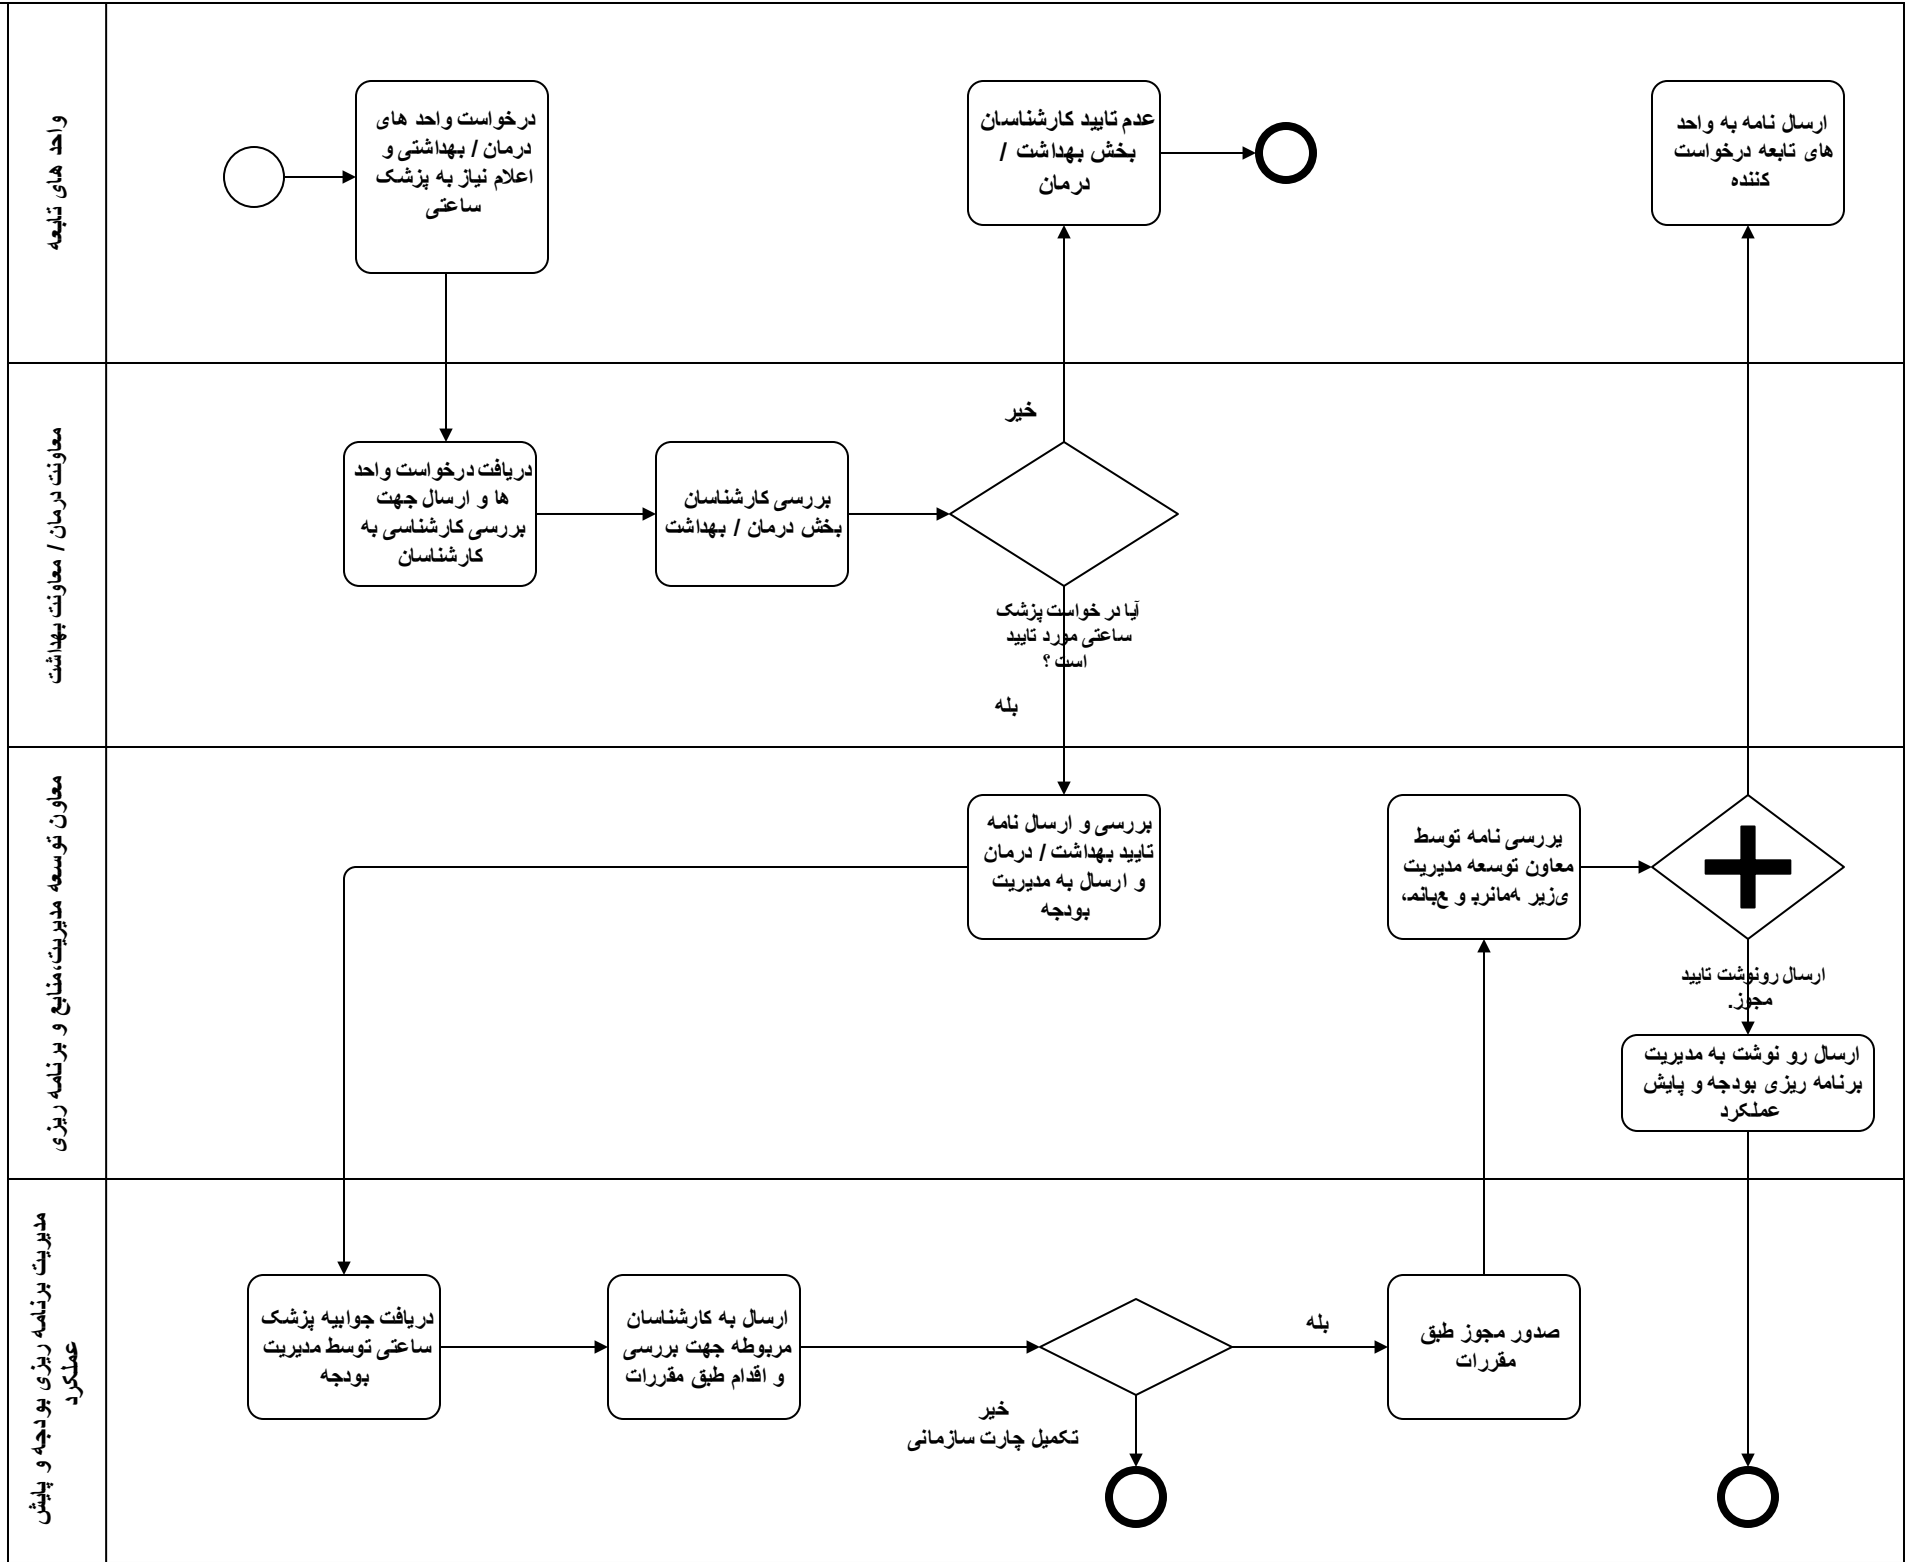 واحد های تابعه
درخواست واحد های
درمان / بهداشتی و
اعلام نیاز به پزشک
ساعتی
عدم تایید کارشناسان
بخش بهداشت /
درمان
ارسال نامه به واحد
های تابعه درخواست
کننده
معاونت درمان / معاونت بهداشت
دریافت درخواست واحد
ها و ارسال جهت
بررسی کارشناسی به
کارشناسان
بررسی کارشناسان
بخش درمان / بهداشت
خیر
آیا در خواست پزشک
ساعتی مورد تایید
است ؟
بله
معاون توسعه مدیریت،منابع و برنامه ریزی
بررسی و ارسال نامه
تایید بهداشت / درمان
و ارسال به مدیریت
بودجه
یررسی نامه توسط
معاون توسعه مدیریت
،منابع و برنامه ریزی
ارسال رونوشت تایید
مجوز.
ارسال رو نوشت به مدیریت
برنامه ریزی بودجه و پایش
عملکرد
مدیریت برنامه ریزی بودجه و پایش
عملکرد
دریافت جوابیه پزشک
ساعتی توسط مدیریت
بودجه
ارسال به کارشناسان
مربوطه جهت بررسی
و اقدام طبق مقررات
خیر
تکمیل چارت سازمانی
بله
صدور مجوز طبق
مقررات